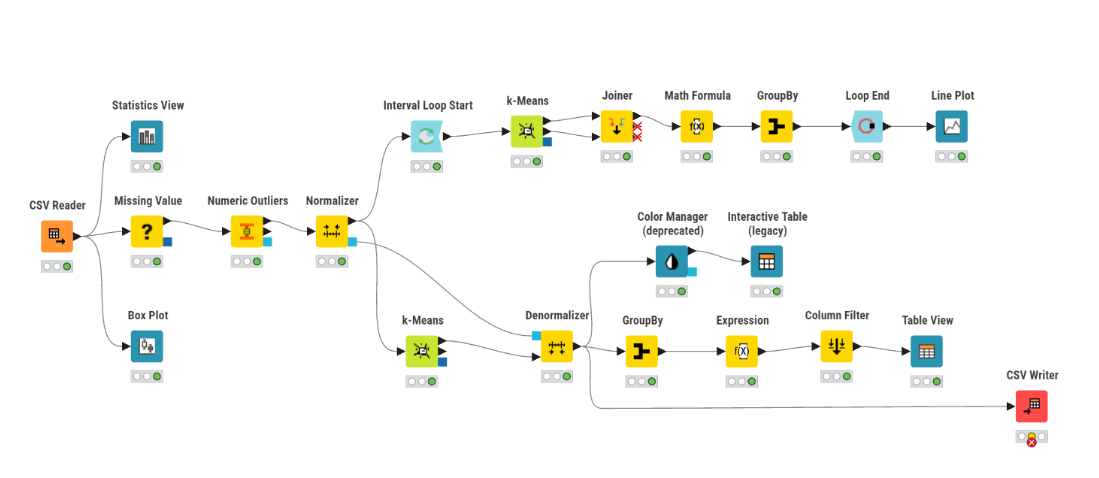 Statistics View
Interval Loop Start
k-Means
Joiner
Math Formula
GroupBy
Loop End
Line Plot
f(x)
CSV Reader
Missing Value
Numeric Outliers
Normalizer
?
Color Manager
(deprecated)
Interactive Table
(legacy)
Box Plot
k-Means
Denormalizer
GroupBy
Expression
Column Filter
Table View
f(X)
CSV Writer